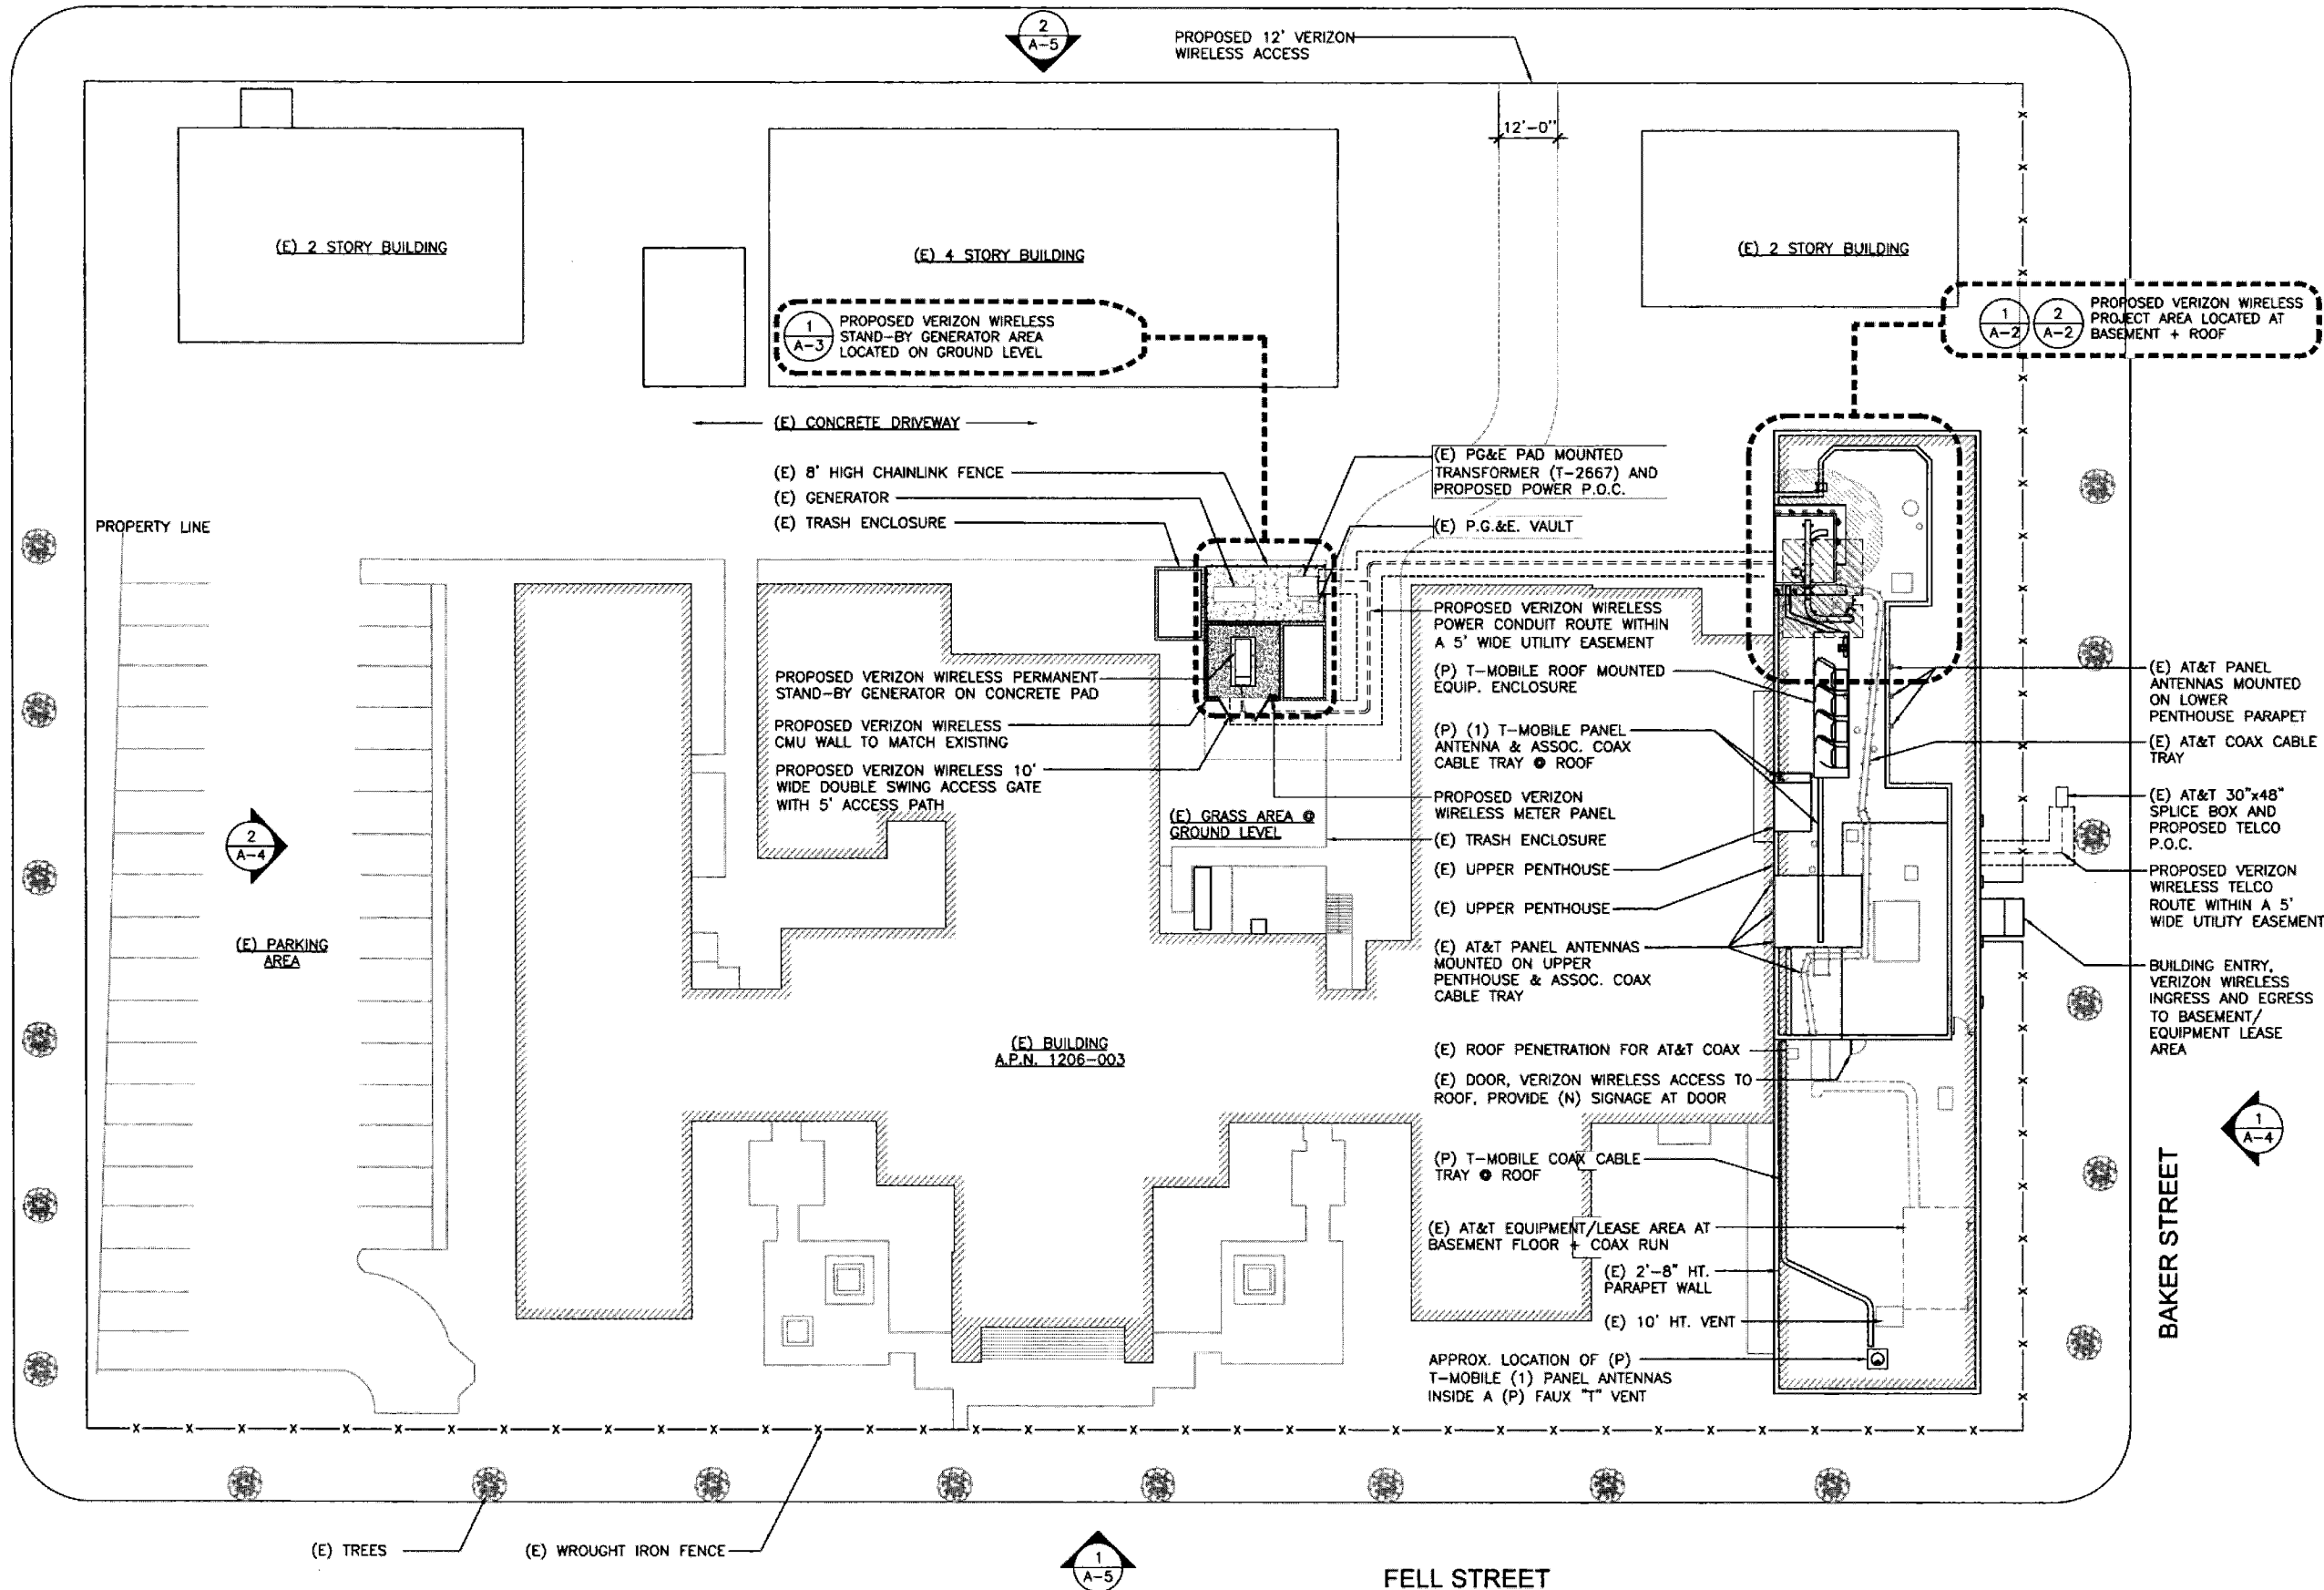 2
A-5
PROPOSED 12' VERIZON
WIRELESS ACCESS
12'-0"
(E) 2 STORY BUILDING
(E) 4 STORY BUILDING
(E) 2 STORY BUILDING
1
A-3
PROPOSED VERIZON WIRELESS
STAND-BY GENERATOR AREA
LOCATED ON GROUND LEVEL
1
A-2
2
A-2
PROPOSED VERIZON WIRELESS
PROJECT AREA LOCATED AT
BASEMENT + ROOF
(E) CONCRETE DRIVEWAY
(E) 8' HIGH CHAINLINK FENCE
(E) GENERATOR
(E) TRASH ENCLOSURE
PROPERTY LINE
(E) PG&E PAD MOUNTED
TRANSFORMER (T-2667) AND
PROPOSED POWER P.O.C.
(E) P.G.&E. VAULT
PROPOSED VERIZON WIRELESS
POWER CONDUIT ROUTE WITHIN
A 5' WIDE UTILITY EASEMENT
(P) T-MOBILE ROOF MOUNTED
EQUIP. ENCLOSURE
(P) (1) T-MOBILE PANEL
ANTENNA & ASSOC. COAX
CABLE TRAY @ ROOF
PROPOSED VERIZON
WIRELESS METER PANEL
(E) TRASH ENCLOSURE
(E) UPPER PENTHOUSE
(E) UPPER PENTHOUSE
(E) AT&T PANEL ANTENNAS
MOUNTED ON UPPER
PENTHOUSE & ASSOC. COAX
CABLE TRAY
(E) ROOF PENETRATION FOR AT&T COAX
(E) DOOR, VERIZON WIRELESS ACCESS TO
ROOF, PROVIDE (N) SIGNAGE AT DOOR
(P) T-MOBILE COAX CABLE
TRAY @ ROOF
(E) AT&T EQUIPMENT/LEASE AREA AT
BASEMENT FLOOR + COAX RUN
(E) 2'-8" HT.
PARAPET WALL
(E) 10' HT. VENT
APPROX. LOCATION OF (P)
T-MOBILE (1) PANEL ANTENNAS
INSIDE A (P) FAUX "T" VENT
PROPOSED VERIZON WIRELESS PERMANENT
STAND-BY GENERATOR ON CONCRETE PAD
PROPOSED VERIZON WIRELESS
CMU WALL TO MATCH EXISTING
PROPOSED VERIZON WIRELESS 10'
WIDE DOUBLE SWING ACCESS GATE
WITH 5' ACCESS PATH
(E) GRASS AREA @
GROUND LEVEL
2
A-4
(E) PARKING
AREA
(E) BUILDING
A.P.N. 1206-003
(E) AT&T PANEL
ANTENNAS MOUNTED
ON LOWER
PENTHOUSE PARAPET
(E) AT&T COAX CABLE
TRAY
(E) AT&T 30"x48"
SPLICE BOX AND
PROPOSED TELCO
P.O.C.
PROPOSED VERIZON
WIRELESS TELCO
ROUTE WITHIN A 5'
WIDE UTILITY EASEMENT
BUILDING ENTRY,
VERIZON WIRELESS
INGRESS AND EGRESS
TO BASEMENT/
EQUIPMENT LEASE
AREA
1
A-4
BAKER STREET
(E) TREES
(E) WROUGHT IRON FENCE
1
A-5
FELL STREET